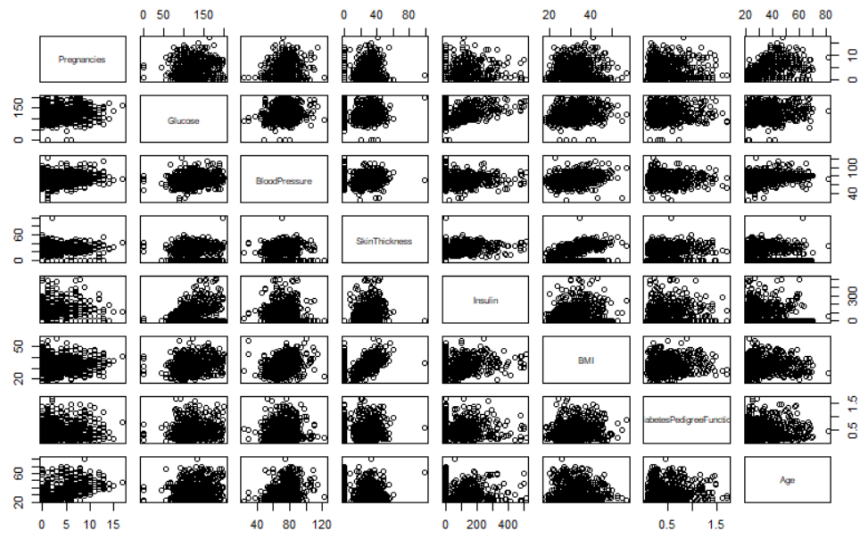 0 50 150 0 40 80 20 40 20 40 60 80
Pregnancies 0 10
0 150 Glucose
BloodPressure 40 100
0 60 SkinThickness
Insulin 0 300
20 50 BMI
iabetesPedigreeFunctio 0.5 1.5
20 60 Age
0 5 10 15 40 80 120 0 200 400 0.5 1.5